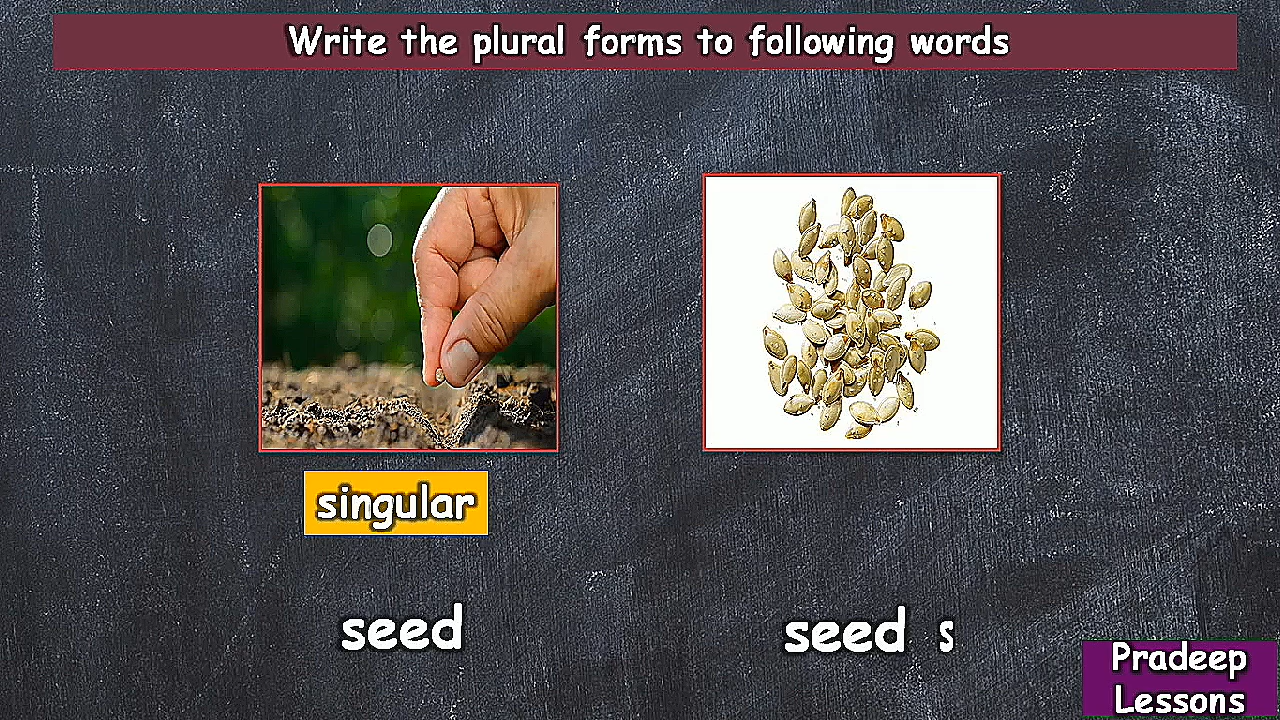 Write the plural forms to following words
singular
seed
seed s
Pradeep
Lessons